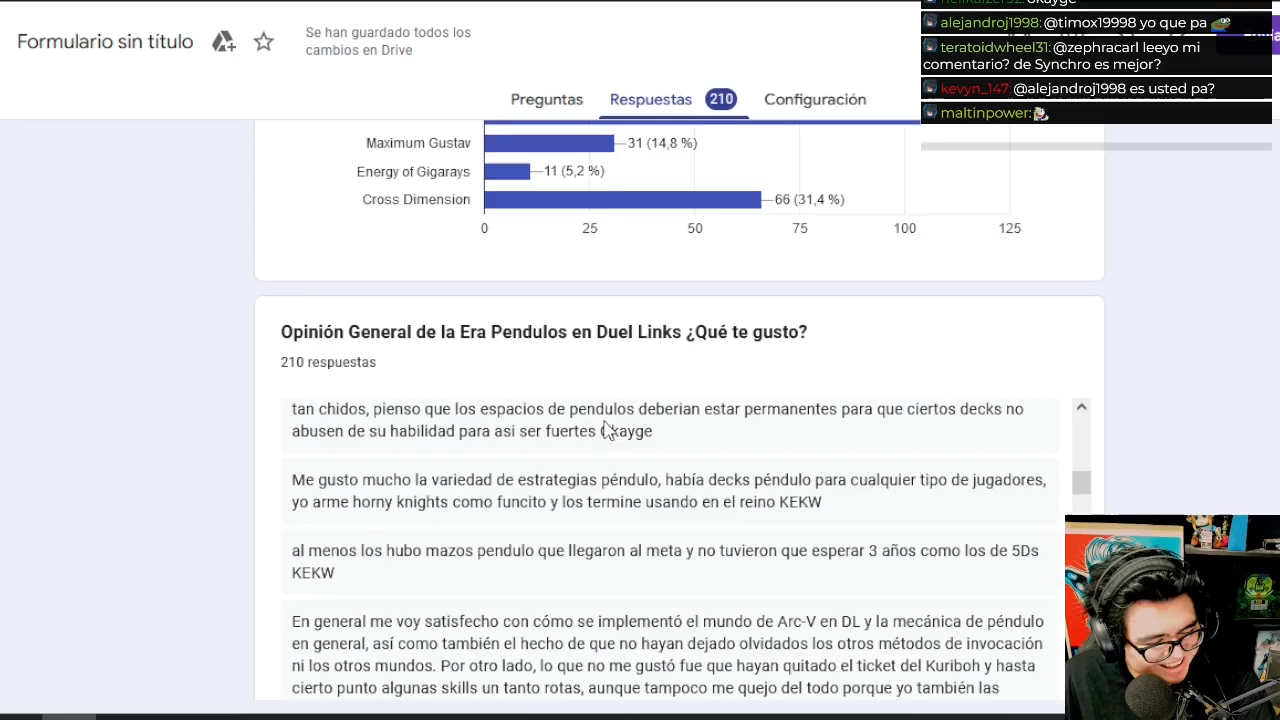 Formulario sin título
Se han guardado todos los
cambios en Drive
Preguntas
Respuestas
210
Configuración
Maximum Gustav
31 (14,8 %)
Energy of Gigarays
11 (5,2 %)
Cross Dimension
66 (31,4 %)
0
25
50
75
100
125
Opinión General de la Era Pendulos en Duel Links ¿Qué te gusto?
210 respuestas
tan chidos, pienso que los espacios de pendulos deberian estar permanentes para que ciertos decks no
abusen de su habilidad para asi ser fuertes Okayge
Me gusto mucho la variedad de estrategias péndulo, había decks péndulo para cualquier tipo de jugadores,
yo arme horny knights como funcito y los termine usando en el reino KEKW
al menos los hubo mazos pendulo que llegaron al meta y no tuvieron que esperar 3 años como los de 5Ds
KEKW
En general me voy satisfecho con cómo se implementó el mundo de Arc-V en DL y la mecánica de péndulo
en general, así como también el hecho de que no hayan dejado olvidados los otros métodos de invocación
ni los otros mundos. Por otro lado, lo que no me gustó fue que hayan quitado el ticket del Kuriboh y hasta
cierto punto algunas skills un tanto rotas, aunque tampoco me quejo del todo porque yo también las
okayge
alejandroj1998: @timox19998 yo que pa
teratoidwheel31: @zephracarl leeyo mi
comentario? de Synchro es mejor?
kevyn_147: @alejandroj1998 es usted pa?
maltinpower: